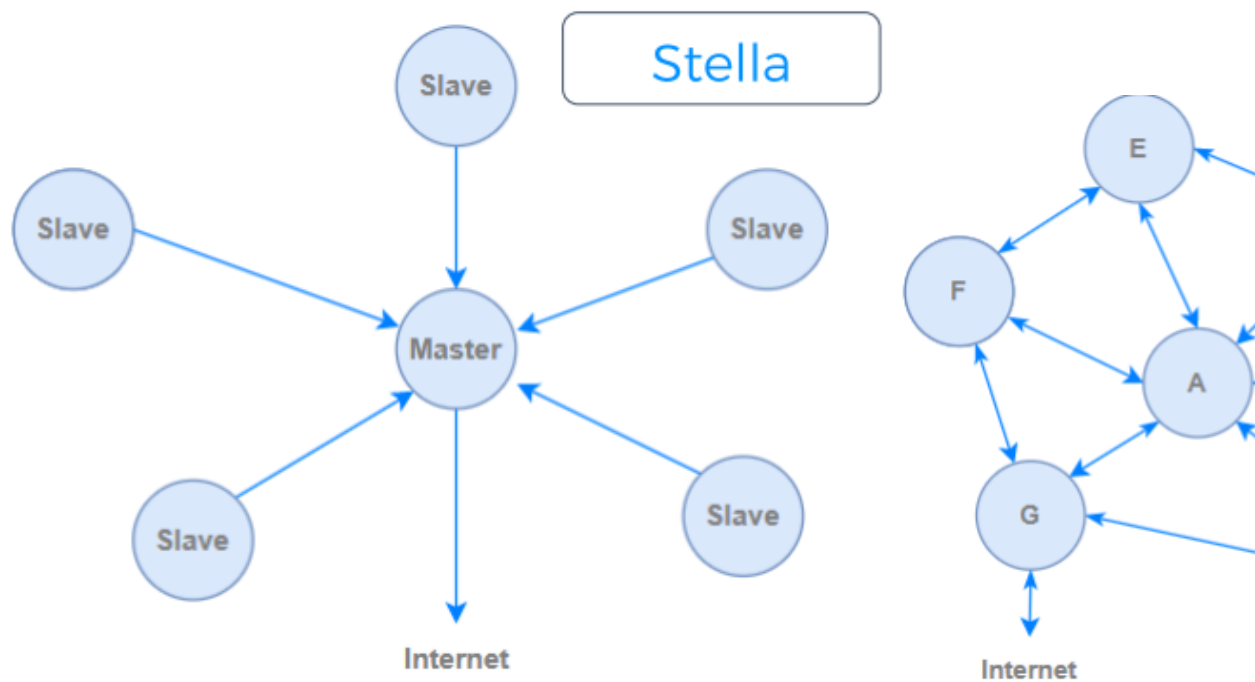 Stella
Slave
Slave
Slave
Master
Slave
Slave
Internet
E
F
A
G
Internet